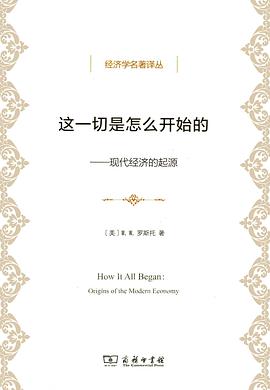 经济学名著译丛
这一切是怎么开始的
——现代经济的起源
〔美〕W. W. 罗斯托 著
How It All Began:
Origins of the Modern Economy
商务印书馆
The Commercial Press